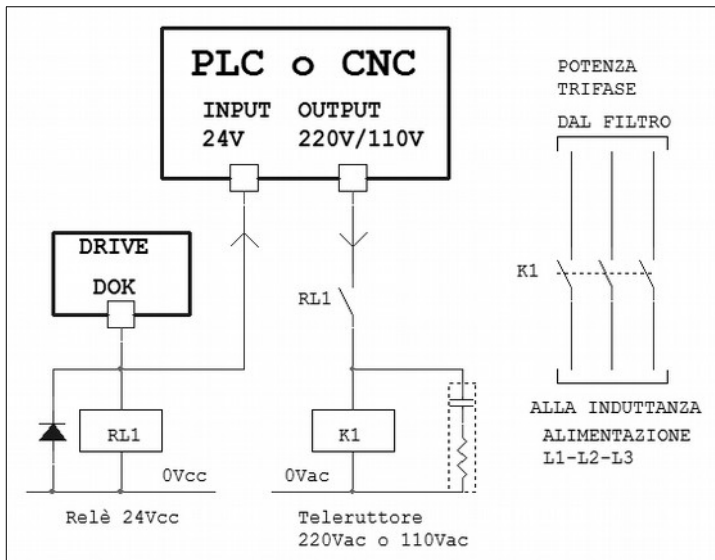 PLC o CNC
INPUT OUTPUT
24V 220V/110V
POTENZA
TRIFASE
DAL FILTRO
DRIVE
DOK
K1
RL1
RL1
K1
0Vcc
0Vac
ALLA INDUTTANZA
ALIMENTAZIONE
L1-L2-L3
Relè 24Vcc
Teleruttore
220Vac o 110Vac